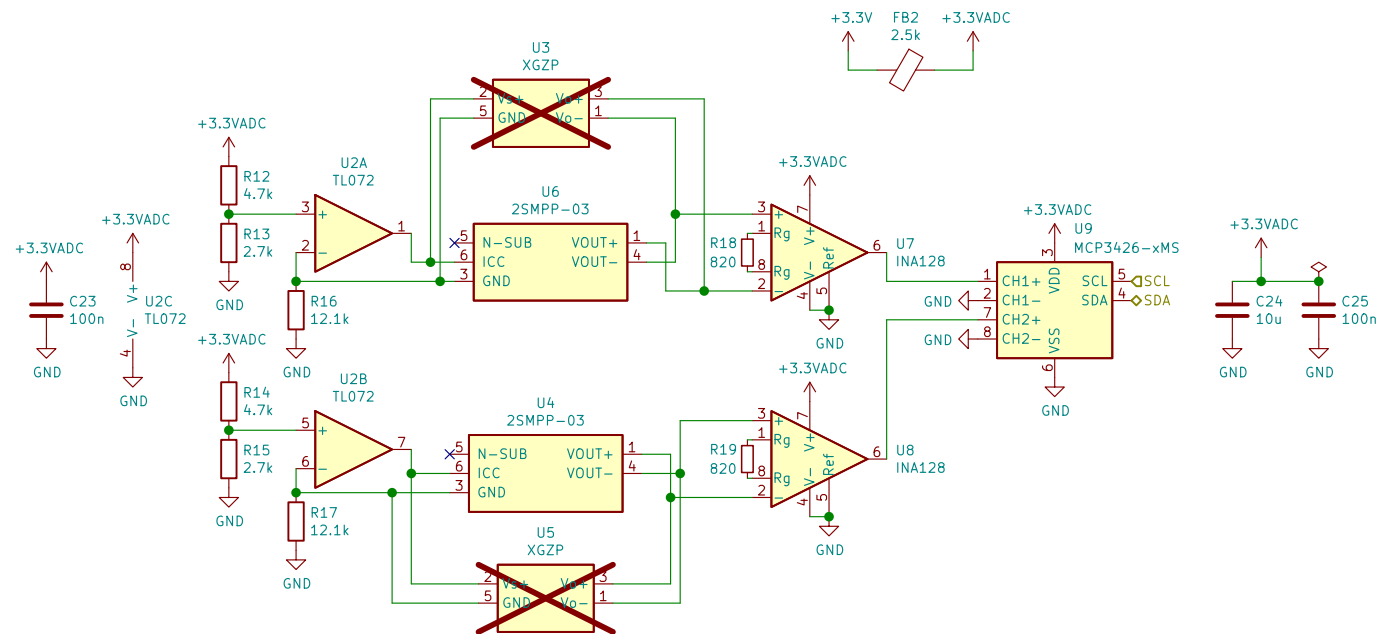 +3.3V FB2 +3.3VADC
2.5k
U3
XGZP
2 Vs+ Vo+ 3
5 GND Vo- 1
+3.3VADC
R12
4.7k
R13
2.7k
GND
U2A
TL072
3 +
2 -
1
R16
12.1k
GND
U6
2SMPP-03
5 N-SUB VOUT+ 1
6 ICC VOUT- 4
3 GND
+3.3VADC
7
V+
3 +
1 Rg
R18
820
8 Rg
2 -
V-
4
Ref
5
6
U7
INA128
GND
+3.3VADC
U9
MCP3426-xMS
3
VDD
1 CH1+ SCL 5 SCL
GND 2 CH1- SDA 4 SDA
7 CH2+
GND 8 CH2-
VSS
6
GND
+3.3VADC
C24
10u
GND
C25
100n
GND
+3.3VADC
C23
100n
GND
+3.3VADC
8
V+
U2C
TL072
V-
4
GND
+3.3VADC
R14
4.7k
R15
2.7k
GND
U2B
TL072
5 +
6 -
7
R17
12.1k
GND
U4
2SMPP-03
5 N-SUB VOUT+ 1
6 ICC VOUT- 4
3 GND
U5
XGZP
2 Vs+ Vo+ 3
5 GND Vo- 1
+3.3VADC
7
V+
3 +
1 Rg
R19
820
8 Rg
2 -
V-
4
Ref
5
6
U8
INA128
GND